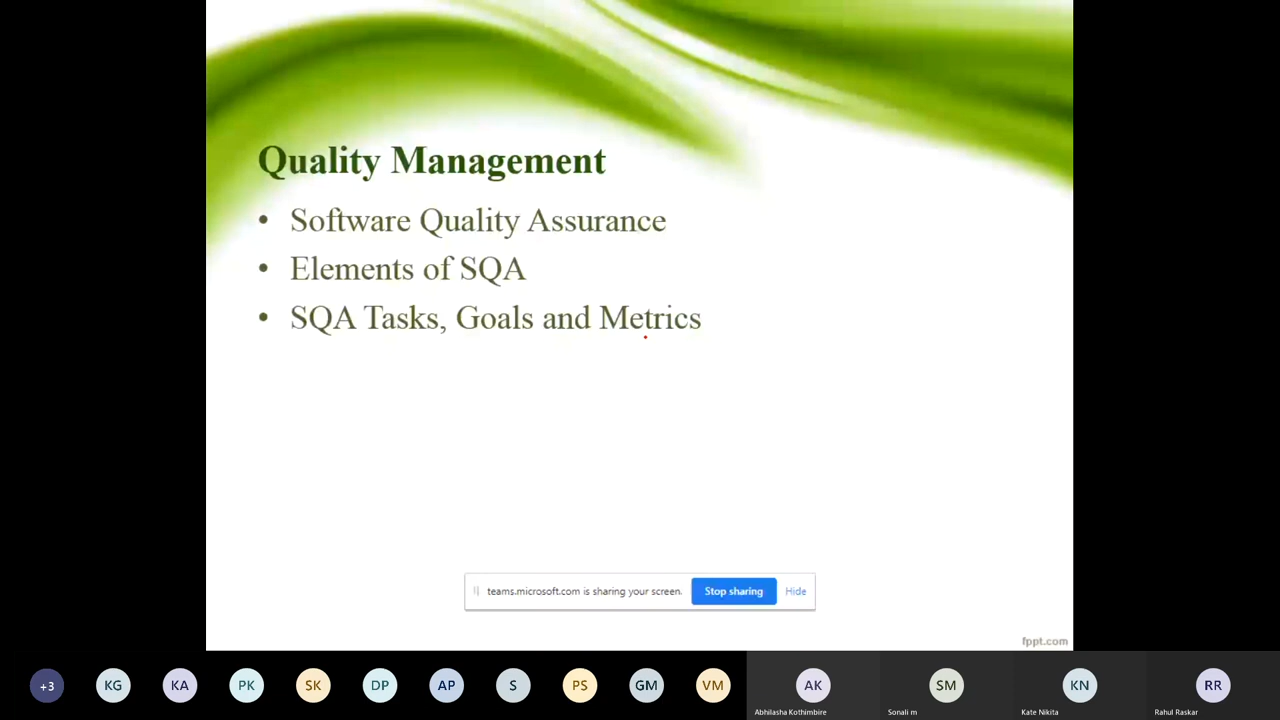 Quality Management
• Software Quality Assurance
• Elements of SQA
• SQA Tasks, Goals and Metrics
teams.microsoft.com is sharing your screen. Stop sharing Hide
fppt.com
+3 KG KA PK SK DP AP S PS GM VM AK SM KN RR
Abhilasha Kothimbire Sonali m Kate Nikita Rahul Raskar